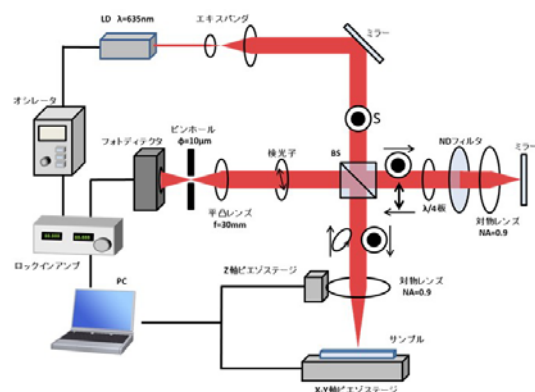 LD λ=635nm
エキスパンダ
ミラー
オシレータ
フォトディテクタ
ピンホール
φ=10μm
検光子
S
BS
NDフィルタ
ミラー
λ/4板
対物レンズ
NA=0.9
平凸レンズ
f=30mm
ロックインアンプ
PC
Z軸ピエゾステージ
対物レンズ
NA=0.9
サンプル
X-Y軸ピエゾステージ